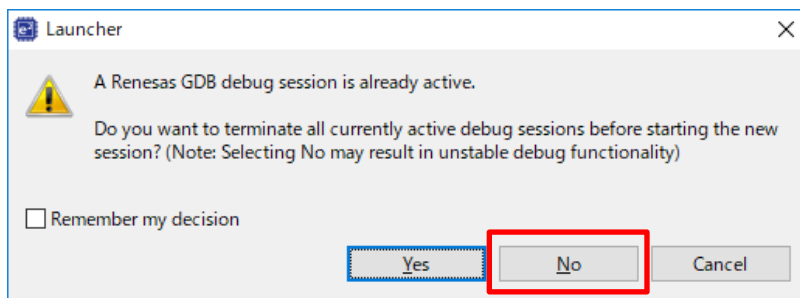 e² Launcher
A Renesas GDB debug session is already active.
Do you want to terminate all currently active debug sessions before starting the new
session? (Note: Selecting No may result in unstable debug functionality)
Remember my decision
Yes No Cancel